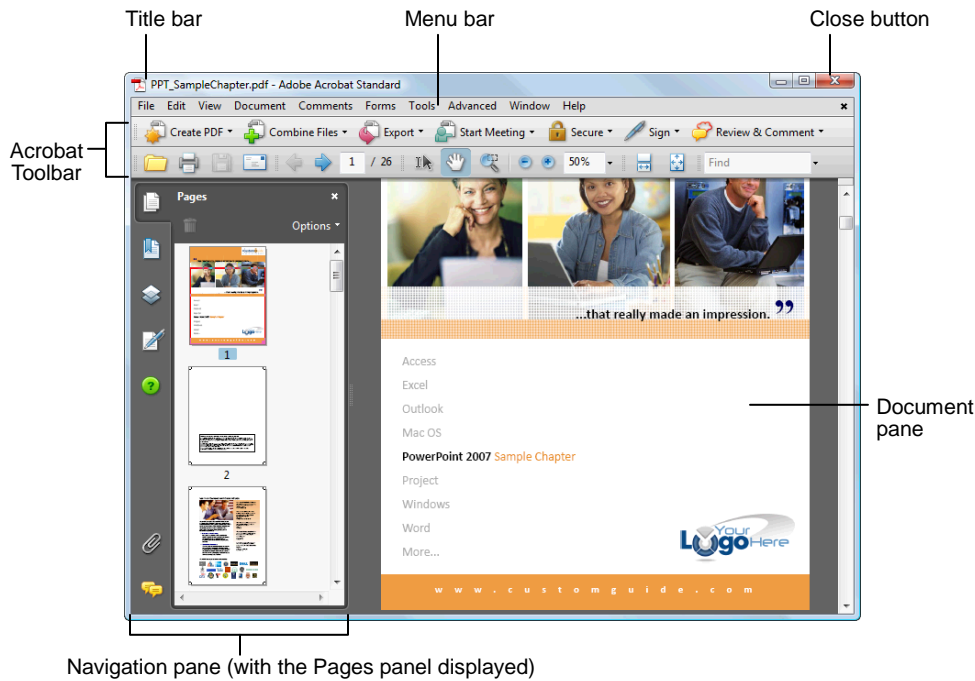 Title bar
Menu bar
Close button
PPT_SampleChapter.pdf - Adobe Acrobat Standard
File Edit View Document Comments Forms Tools Advanced Window Help
Create PDF Combine Files Export Start Meeting Secure Sign Review & Comment
Acrobat
Toolbar
1 / 26 50% Find
Pages
Options
1
2
...that really made an impression. ”
Access
Excel
Outlook
Mac OS
PowerPoint 2007 Sample Chapter
Project
Windows
Word
More...
Your
Logo Here
www.customguide.com
Document
pane
Navigation pane (with the Pages panel displayed)